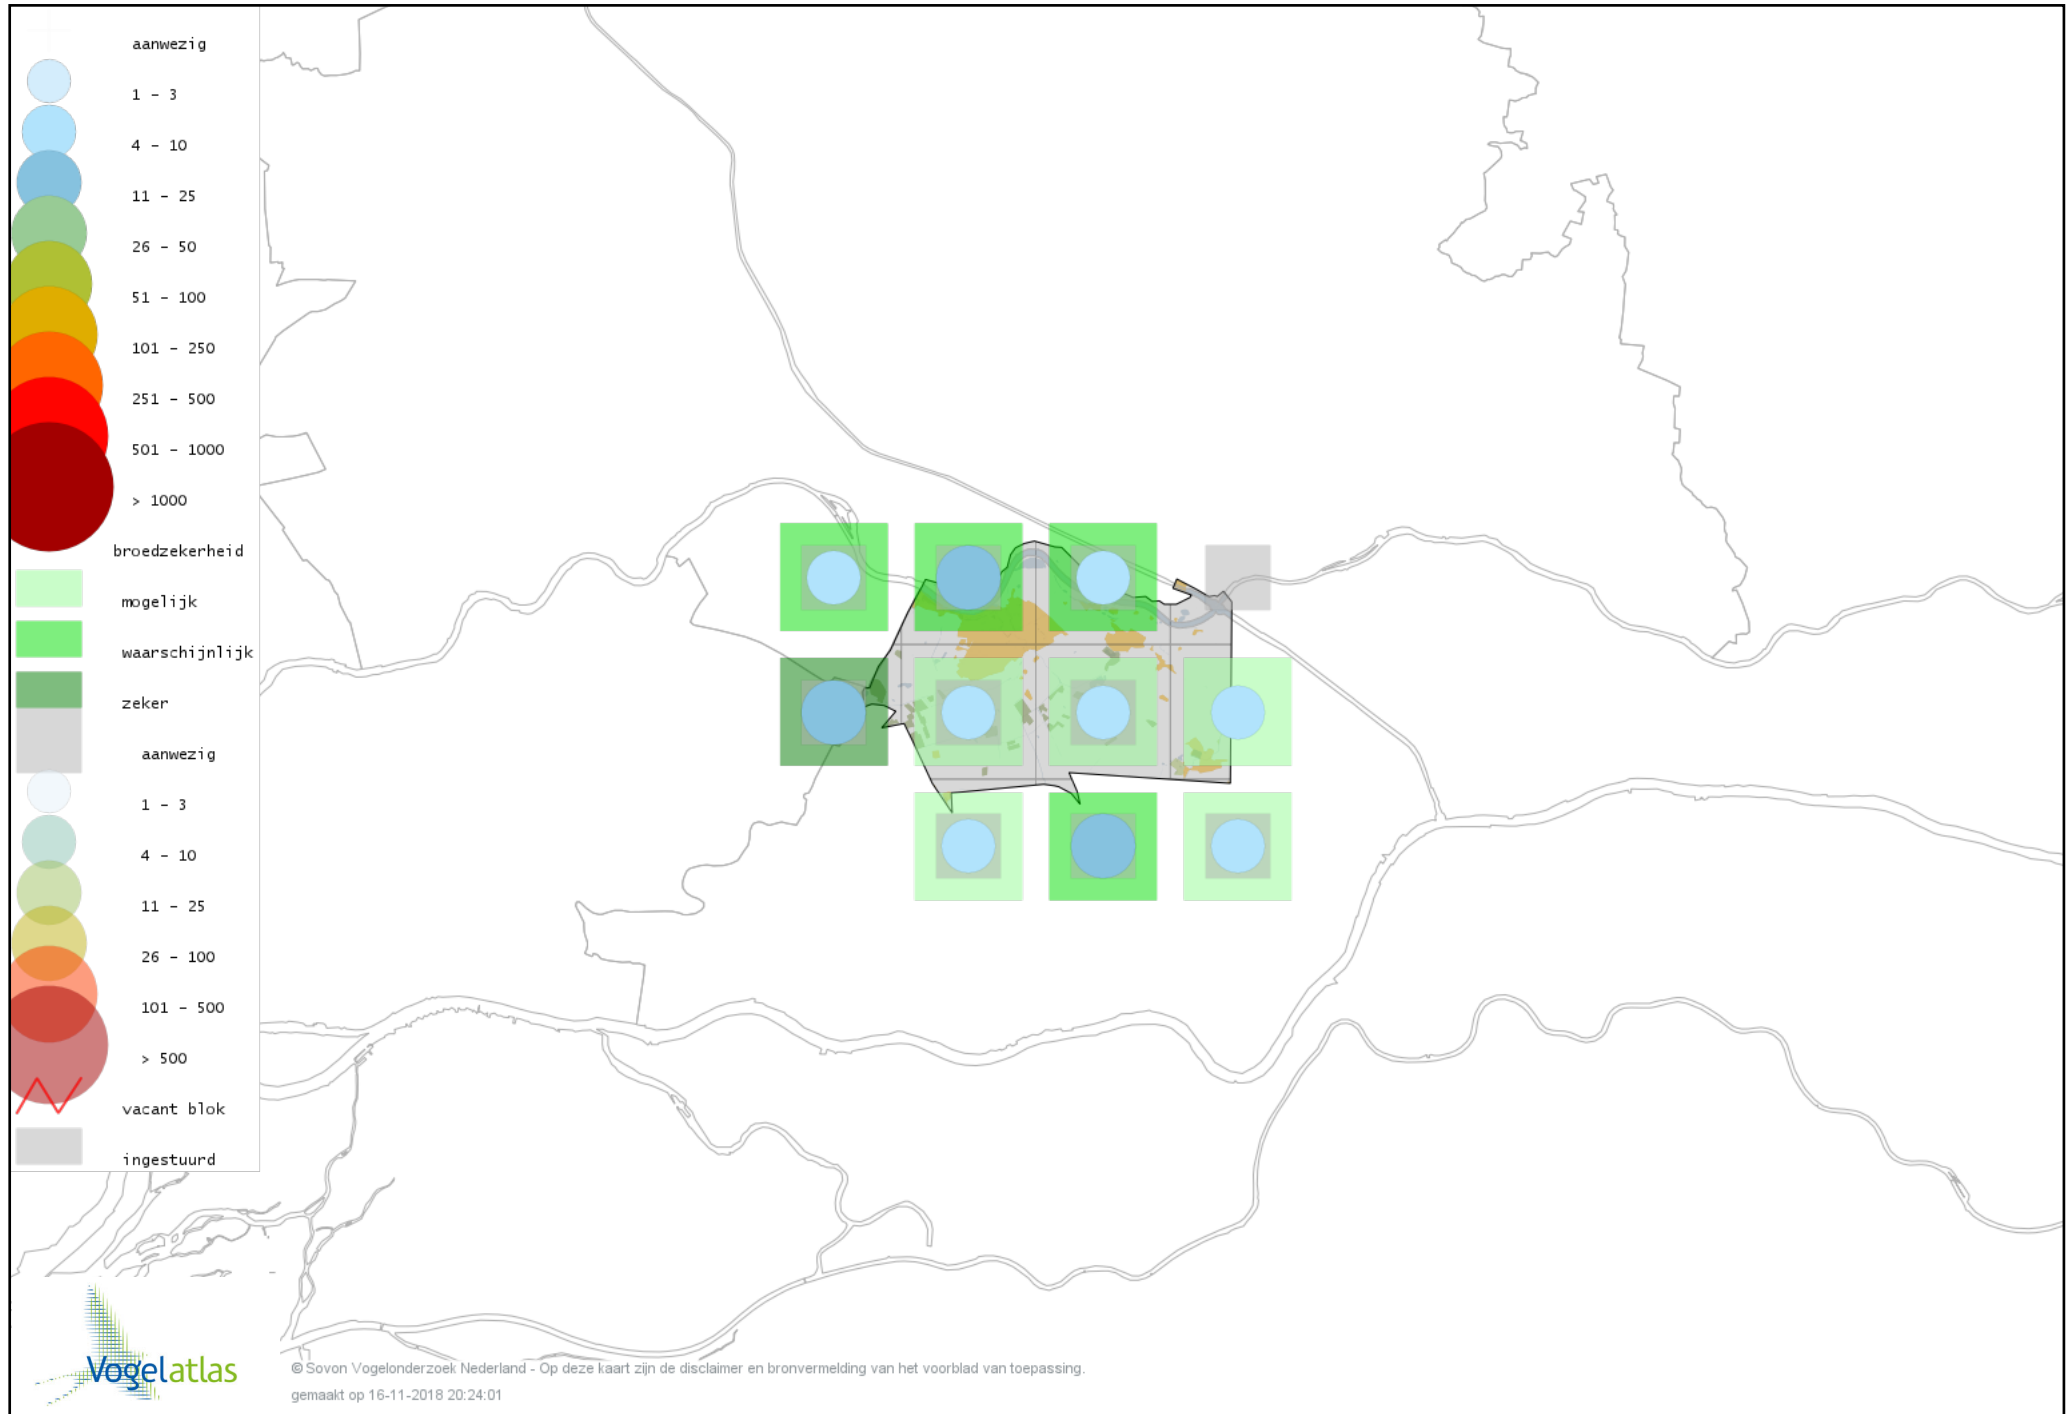 aanwezig
1 - 3
4 - 10
11 - 25
26 - 50
51 - 100
101 - 250
251 - 500
501 - 1000
> 1000
broedzekerheid
mogelijk
waarschijnlijk
zeker
aanwezig
1 - 3
4 - 10
11 - 25
26 - 100
101 - 500
> 500
vacant blok
ingestuurd
Vogelatlas
© Sovon Vogelonderzoek Nederland - Op deze kaart zijn de disclaimer en bronvermelding van het voorblad van toepassing.
gemaakt op 16-11-2018 20:24:01